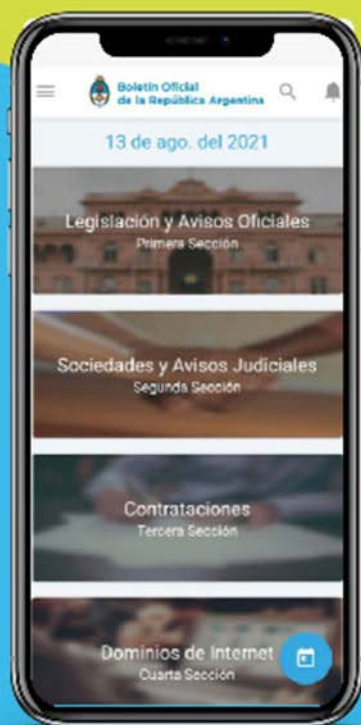 Boletín Oficial
de la República Argentina
13 de ago. del 2021
Legislación y Avisos Oficiales
Primera Sección
Sociedades y Avisos Judiciales
Segunda Sección
Contrataciones
Tercera Sección
Dominios de Internet
Cuarta Sección